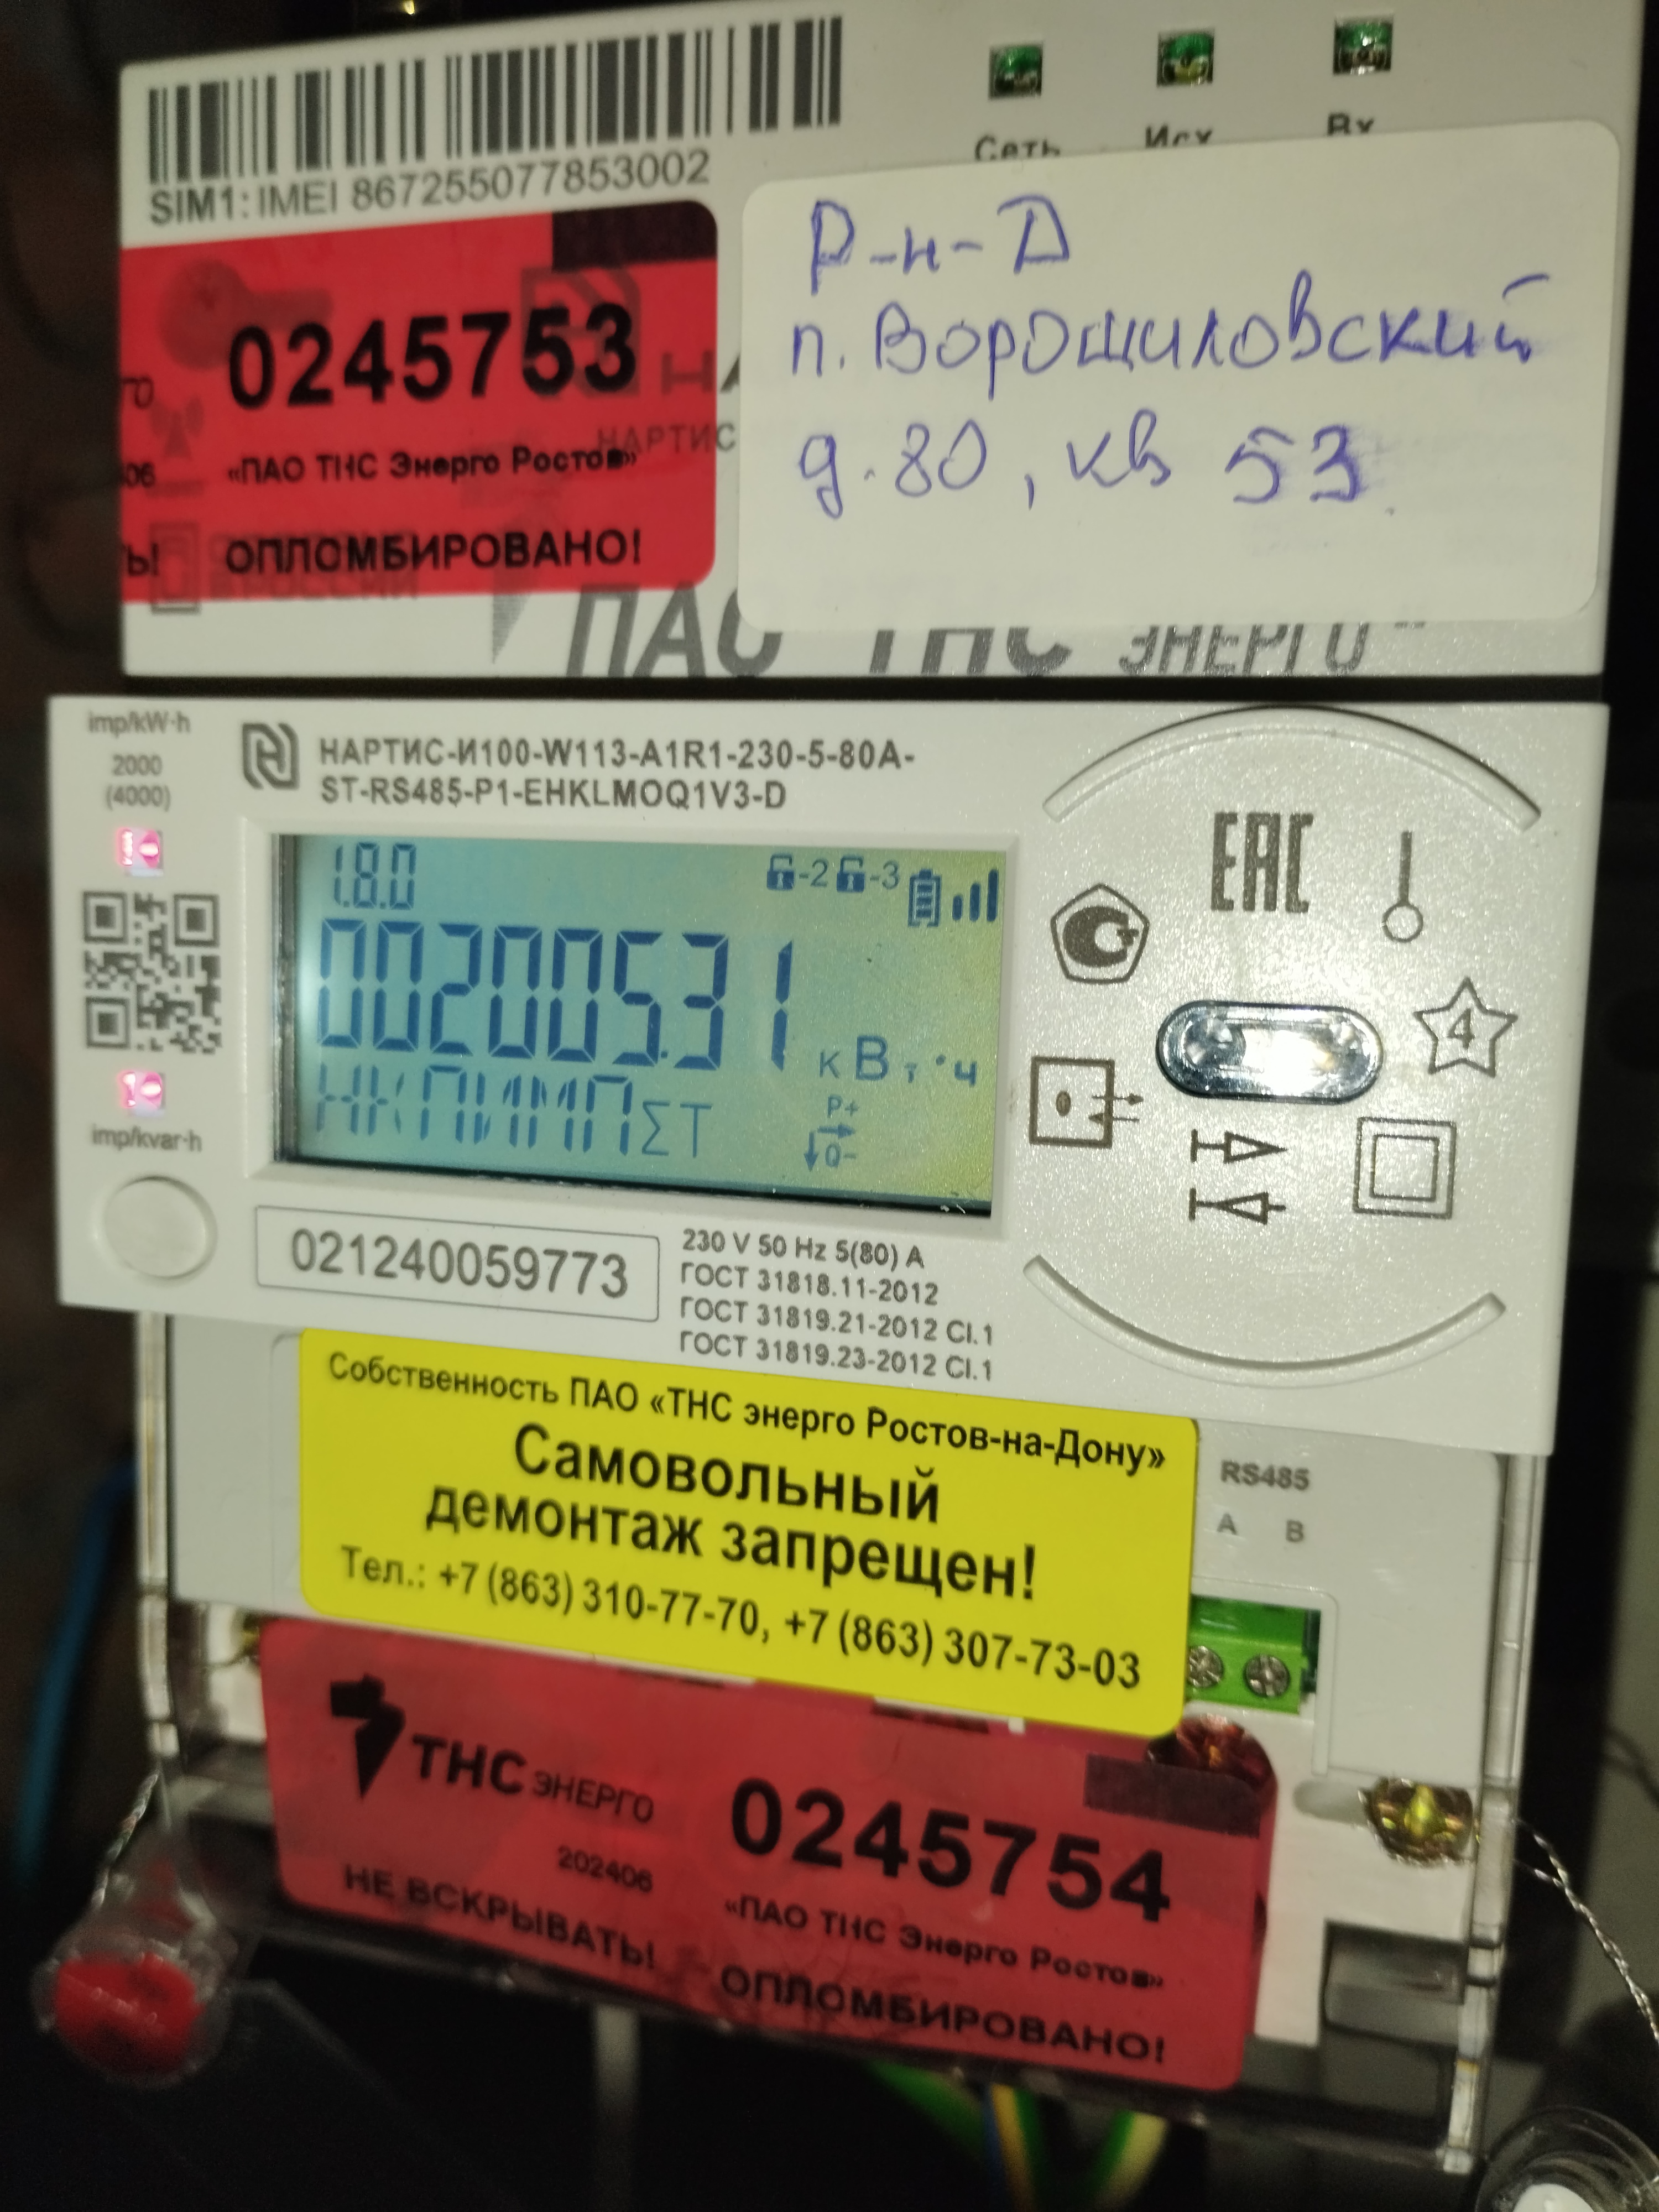 SIM1: IMEI 867255077853002
Сеть Исх Вх
0245753
«ПАО ТНС Энерго Ростов»
06
Ь!
ОПЛОМБИРОВАНО!
НАРТИС
Р-н-Д
п. Ворошиловский
д. 80, кв 53
ПАО ТНС ЭНЕРГО"
imp/kW·h
2000
(4000)
НАРТИС-И100-W113-A1R1-230-5-80A-
ST-RS485-P1-EHKLMOQ1V3-D
EAC
4
1.8.0
-2 -3
002005.31 кВт·ч
ΣT
P+
Q-
imp/kvar·h
021240059773
230 V 50 Hz 5(80) A
ГОСТ 31818.11-2012
ГОСТ 31819.21-2012 Cl.1
ГОСТ 31819.23-2012 Cl.1
Собственность ПАО «ТНС энерго Ростов-на-Дону»
Самовольный
демонтаж запрещен!
Тел.: +7 (863) 310-77-70, +7 (863) 307-73-03
RS485
A B
ТНС ЭНЕРГО
202406
НЕ ВСКРЫВАТЬ!
0245754
«ПАО ТНС Энерго Ростов»
ОПЛОМБИРОВАНО!